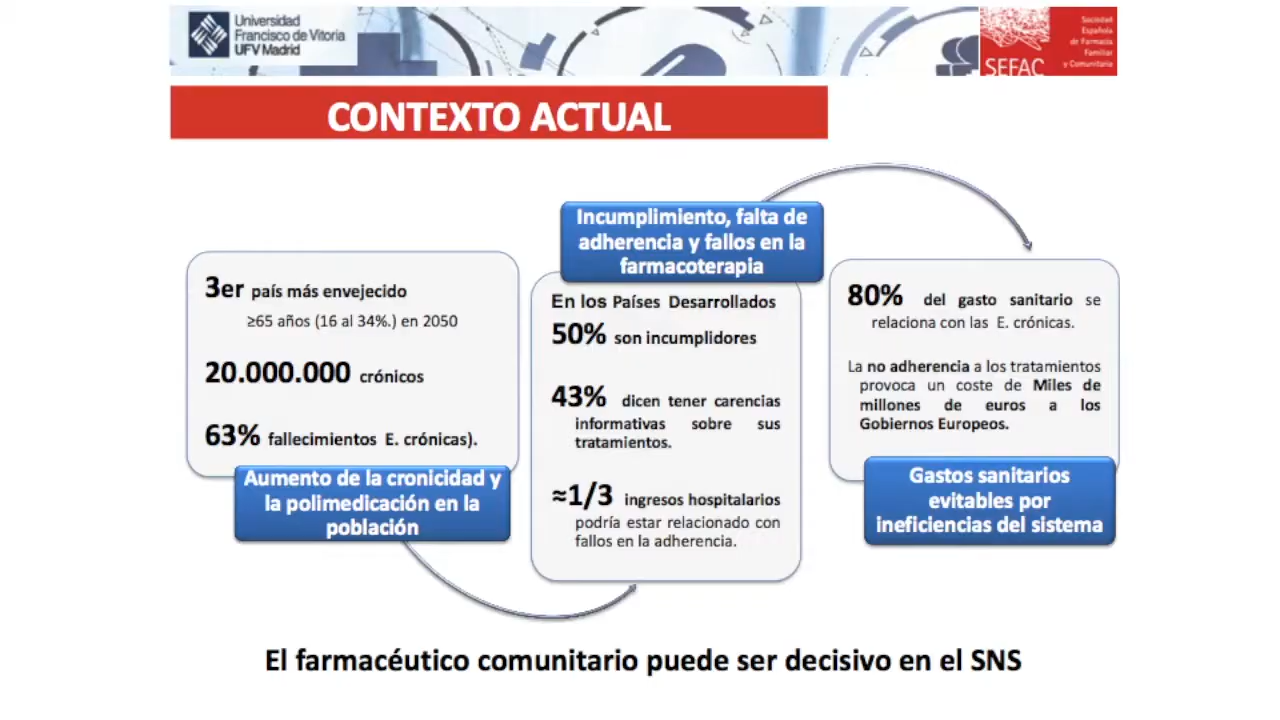 Universidad
Francisco de Vitoria
UFV Madrid
SEFAC
Sociedad
Española
de Farmacia
Familiar
y Comunitaria
CONTEXTO ACTUAL
3er país más envejecido
≥65 años (16 al 34%.) en 2050
20.000.000 crónicos
63% fallecimientos E. crónicas).
Aumento de la cronicidad y
la polimedicación en la
población
Incumplimiento, falta de
adherencia y fallos en la
farmacoterapia
En los Países Desarrollados
50% son incumplidores
43% dicen tener carencias
informativas sobre sus
tratamientos.
≈1/3 ingresos hospitalarios
podría estar relacionado con
fallos en la adherencia.
80% del gasto sanitario se
relaciona con las E. crónicas.
La no adherencia a los tratamientos
provoca un coste de Miles de
millones de euros a los
Gobiernos Europeos.
Gastos sanitarios
evitables por
ineficiencias del sistema
El farmacéutico comunitario puede ser decisivo en el SNS